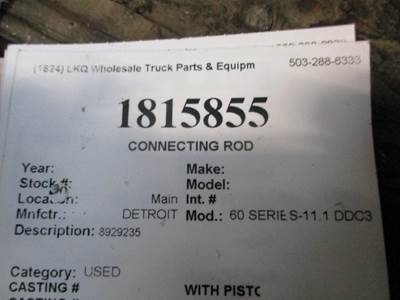 (1824) LKQ Wholesale Truck Parts & Equipm 503-288-6333
1815855
CONNECTING ROD
Year: Make:
Stock #: Model:
Location: Main Int. #
Mnfctr.: DETROIT Mod.: 60 SERIES-11.1 DDC3
Description: 8929235
Category: USED
CASTING # WITH PISTC